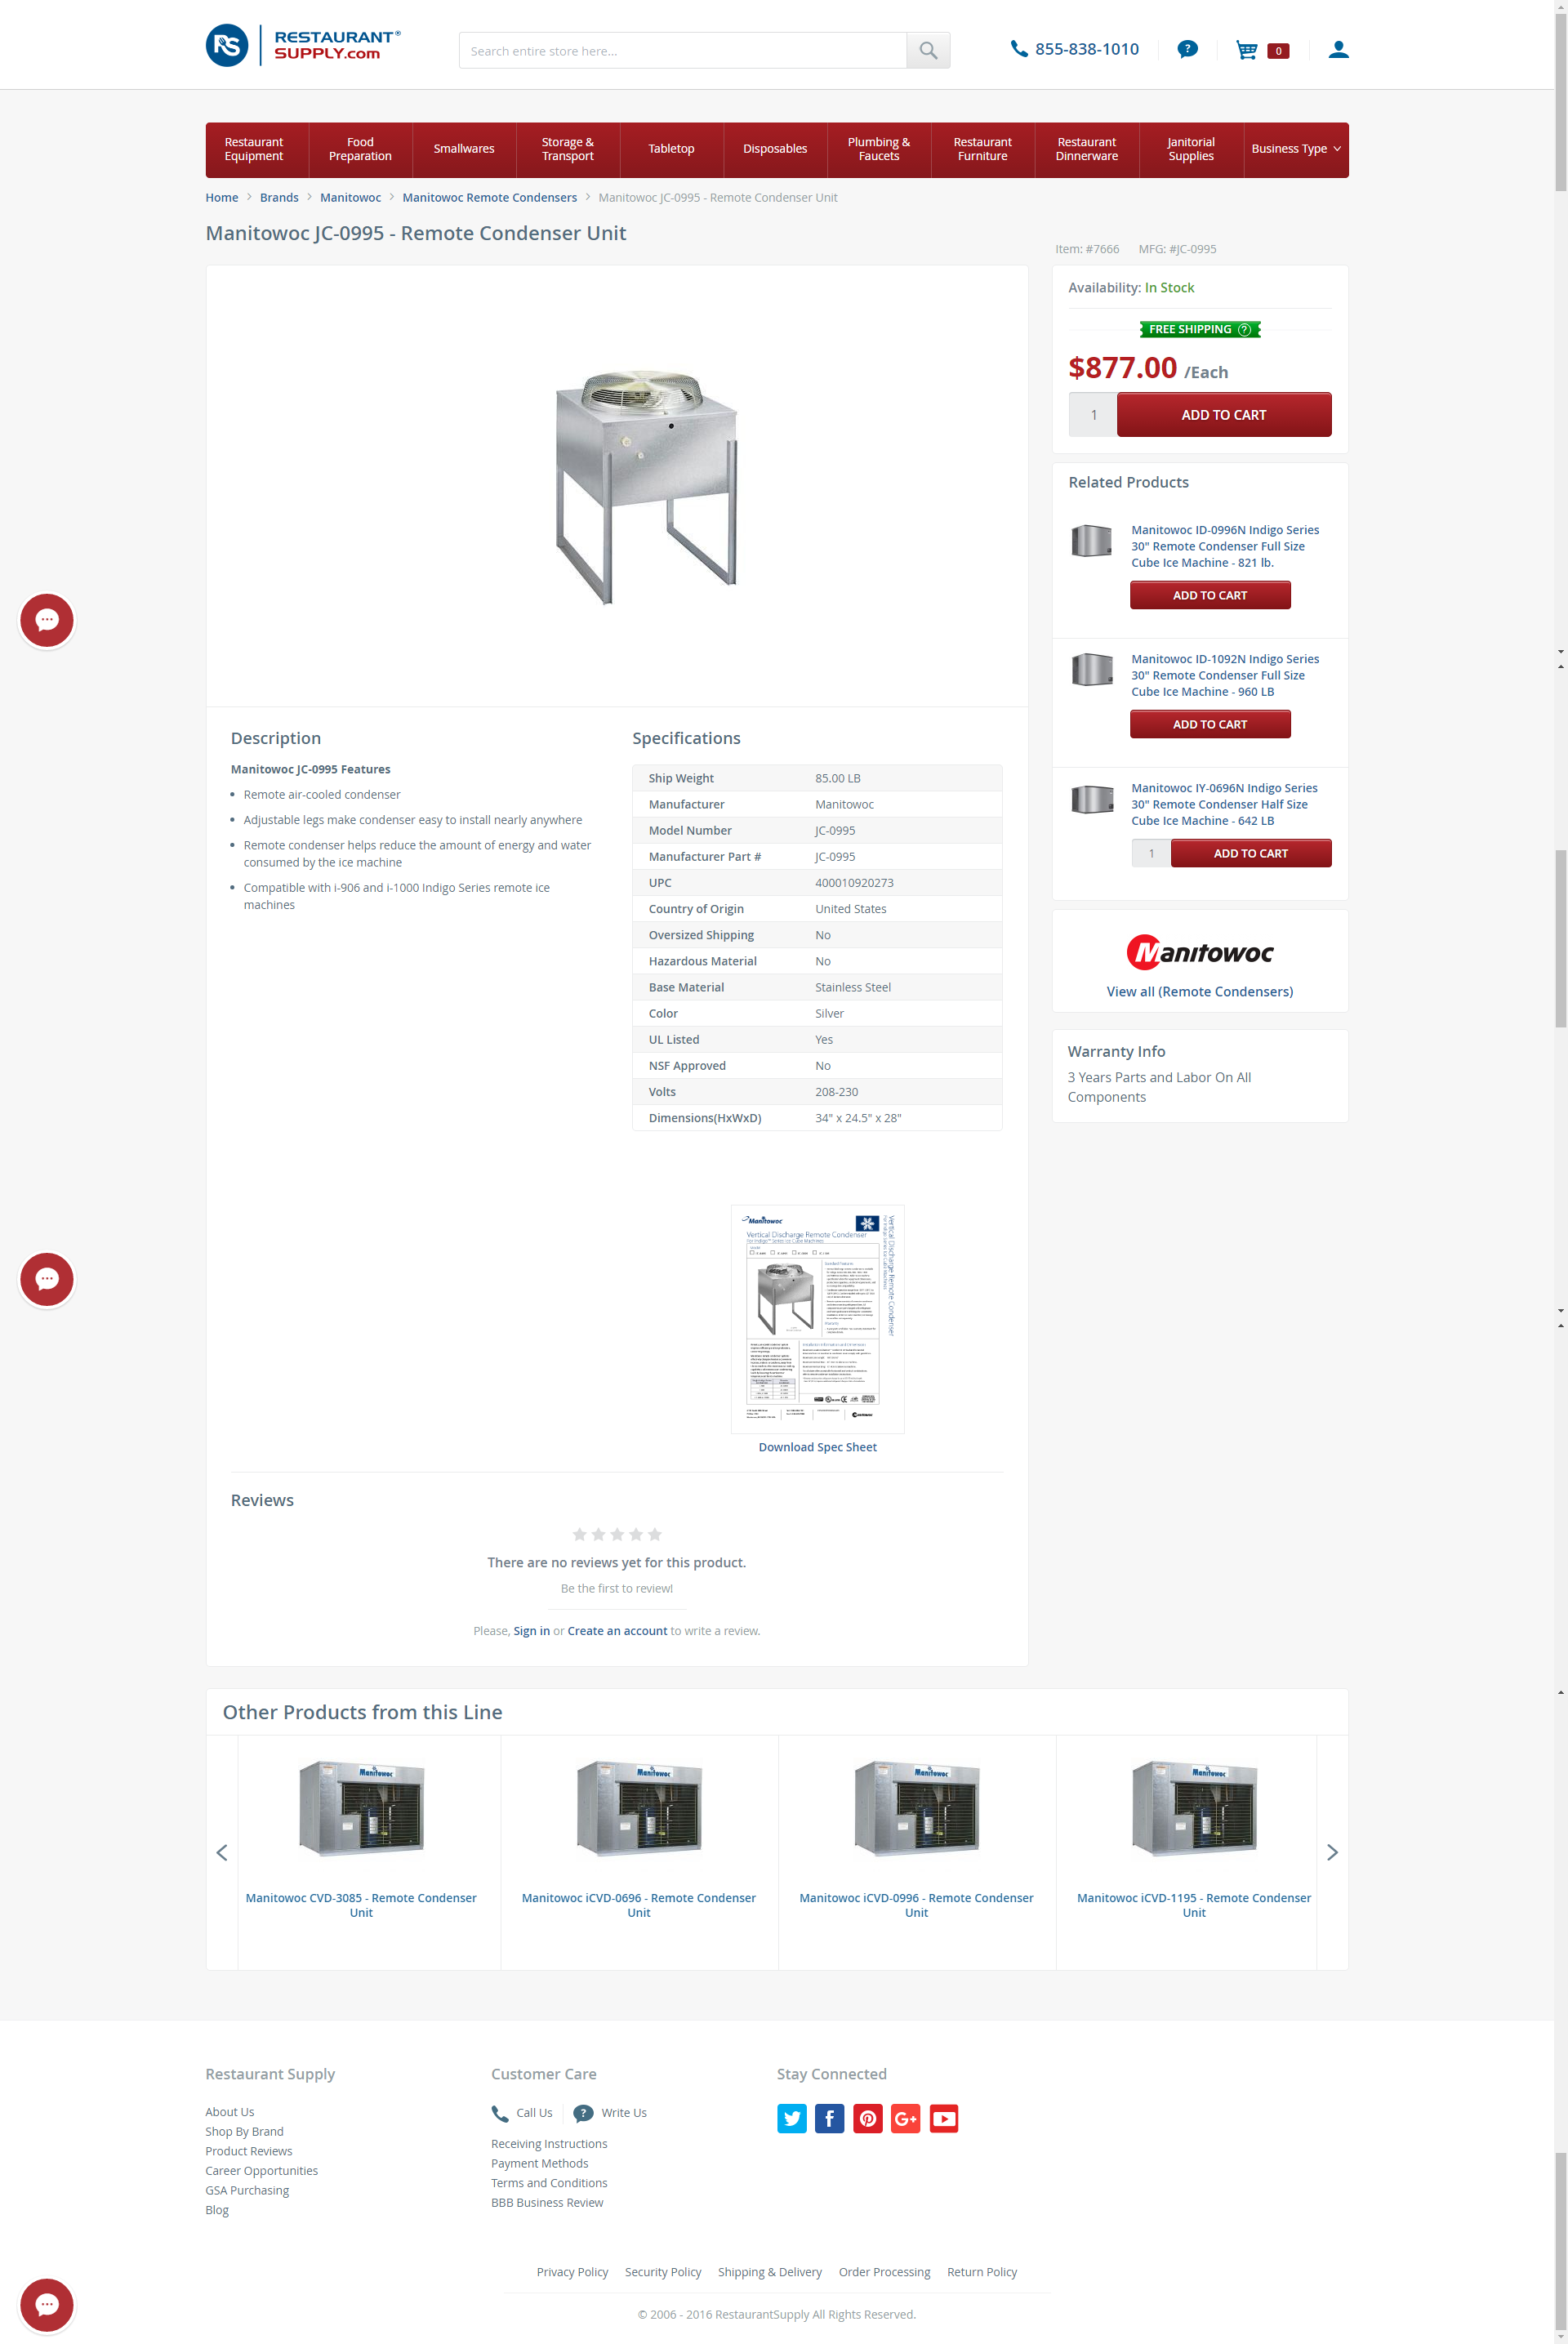 RS RESTAURANT®
SUPPLY.com
Search entire store here...
855-838-1010
?
0
Restaurant
Equipment
Food
Preparation
Smallwares
Storage &
Transport
Tabletop
Disposables
Plumbing &
Faucets
Restaurant
Furniture
Restaurant
Dinnerware
Janitorial
Supplies
Business Type
Home > Brands > Manitowoc > Manitowoc Remote Condensers > Manitowoc JC-0995 - Remote Condenser Unit
Manitowoc JC-0995 - Remote Condenser Unit
Item: #7666 MFG: #JC-0995
Availability: In Stock
FREE SHIPPING ?
$877.00 /Each
1 ADD TO CART
Related Products
Manitowoc ID-0996N Indigo Series
30" Remote Condenser Full Size
Cube Ice Machine - 821 lb.
ADD TO CART
Manitowoc ID-1092N Indigo Series
30" Remote Condenser Full Size
Cube Ice Machine - 960 LB
ADD TO CART
Manitowoc IY-0696N Indigo Series
30" Remote Condenser Half Size
Cube Ice Machine - 642 LB
1 ADD TO CART
Manitowoc
View all (Remote Condensers)
Warranty Info
3 Years Parts and Labor On All
Components
Description
Manitowoc JC-0995 Features
Remote air-cooled condenser
Adjustable legs make condenser easy to install nearly anywhere
Remote condenser helps reduce the amount of energy and water
consumed by the ice machine
Compatible with i-906 and i-1000 Indigo Series remote ice
machines
Specifications
Ship Weight 85.00 LB
Manufacturer Manitowoc
Model Number JC-0995
Manufacturer Part # JC-0995
UPC 400010920273
Country of Origin United States
Oversized Shipping No
Hazardous Material No
Base Material Stainless Steel
Color Silver
UL Listed Yes
NSF Approved No
Volts 208-230
Dimensions(HxWxD) 34" x 24.5" x 28"
Manitowoc
Vertical Discharge Remote Condenser
For Indigo™ Series Ice Cube Machines
Vertical Discharge Remote Condenser
Download Spec Sheet
Reviews
There are no reviews yet for this product.
Be the first to review!
Please, Sign in or Create an account to write a review.
Other Products from this Line
Manitowoc
Manitowoc
Manitowoc
Manitowoc
Manitowoc CVD-3085 - Remote Condenser
Unit
Manitowoc iCVD-0696 - Remote Condenser
Unit
Manitowoc iCVD-0996 - Remote Condenser
Unit
Manitowoc iCVD-1195 - Remote Condenser
Unit
Restaurant Supply
About Us
Shop By Brand
Product Reviews
Career Opportunities
GSA Purchasing
Blog
Customer Care
Call Us ? Write Us
Receiving Instructions
Payment Methods
Terms and Conditions
BBB Business Review
Stay Connected
Privacy Policy Security Policy Shipping & Delivery Order Processing Return Policy
© 2006 - 2016 RestaurantSupply All Rights Reserved.